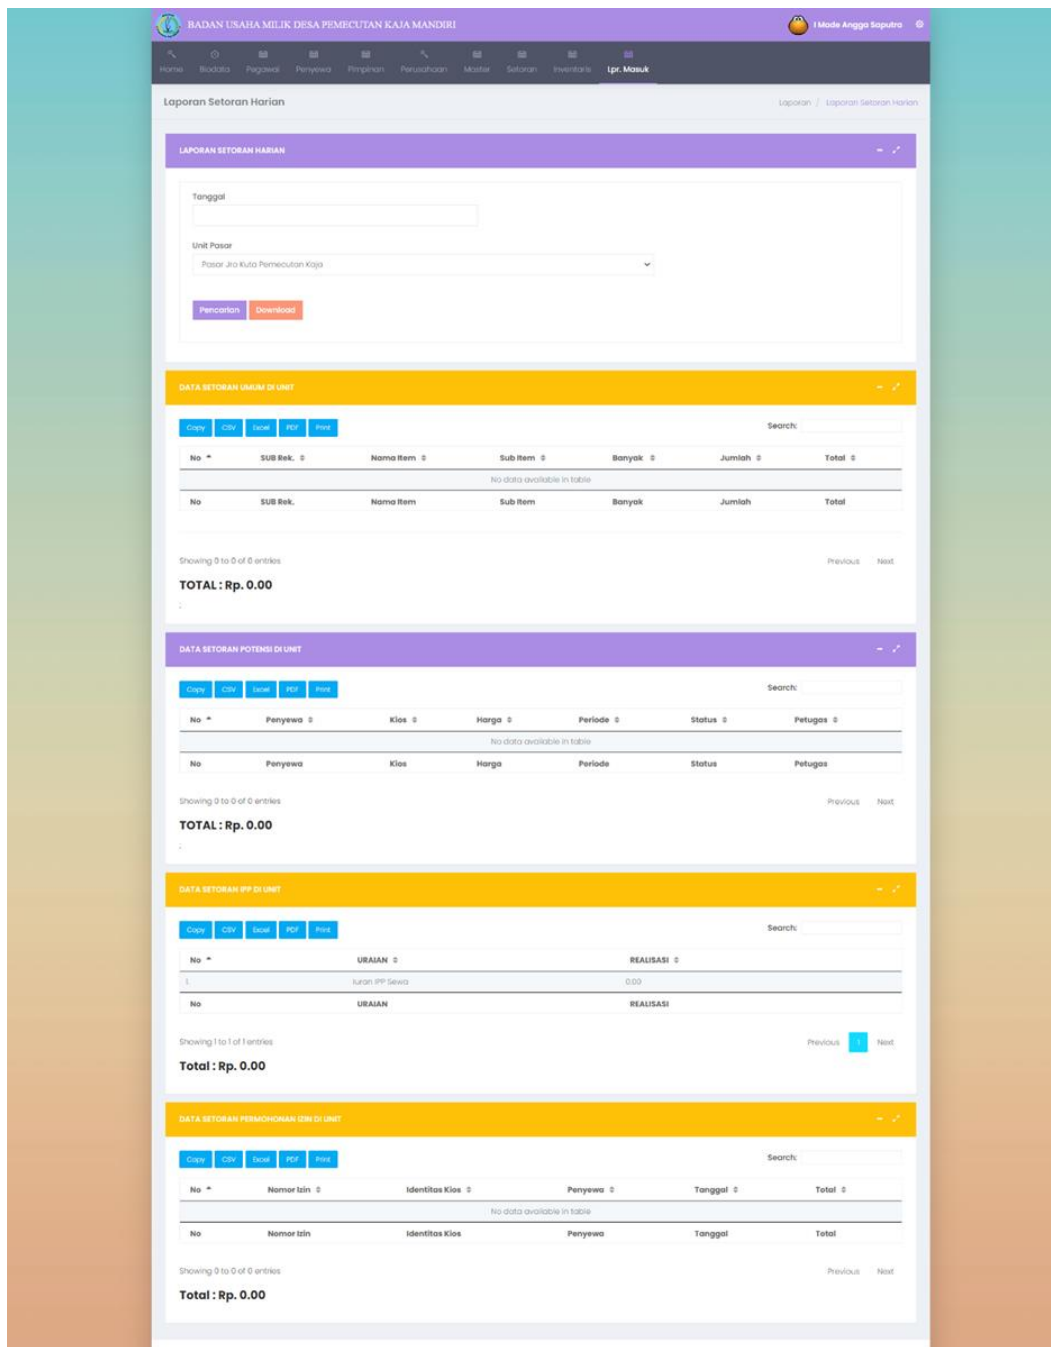 BADAN USAHA MILIK DESA PEMECUTAN KAJA MANDIRI
I Made Angga Saputra
Home Biodata Pegawai Penyewa Pimpinan Perusahaan Master Setoran Inventaris Lpr. Masuk
Laporan Setoran Harian
Laporan / Laporan Setoran Harian
LAPORAN SETORAN HARIAN
Tanggal
Unit Pasar
Pasar Jro Kuta Pemecutan Kaja
Pencarian Download
DATA SETORAN UMUM DI UNIT
Copy CSV Excel PDF Print Search:
No SUB Rek. Nama Item Sub Item Banyak Jumlah Total
No data available in table
No SUB Rek. Nama Item Sub Item Banyak Jumlah Total
Showing 0 to 0 of 0 entries Previous Next
TOTAL : Rp. 0.00
;
DATA SETORAN POTENSI DI UNIT
Copy CSV Excel PDF Print Search:
No Penyewa Kios Harga Periode Status Petugas
No data available in table
No Penyewa Kios Harga Periode Status Petugas
Showing 0 to 0 of 0 entries Previous Next
TOTAL : Rp. 0.00
;
DATA SETORAN IPP DI UNIT
Copy CSV Excel PDF Print Search:
No URAIAN REALISASI
1. Iuran IPP Sewa 0.00
No URAIAN REALISASI
Showing 1 to 1 of 1 entries Previous 1 Next
Total : Rp. 0.00
DATA SETORAN PERMOHONAN IZIN DI UNIT
Copy CSV Excel PDF Print Search:
No Nomor Izin Identitas Kios Penyewa Tanggal Total
No data available in table
No Nomor Izin Identitas Kios Penyewa Tanggal Total
Showing 0 to 0 of 0 entries Previous Next
Total : Rp. 0.00